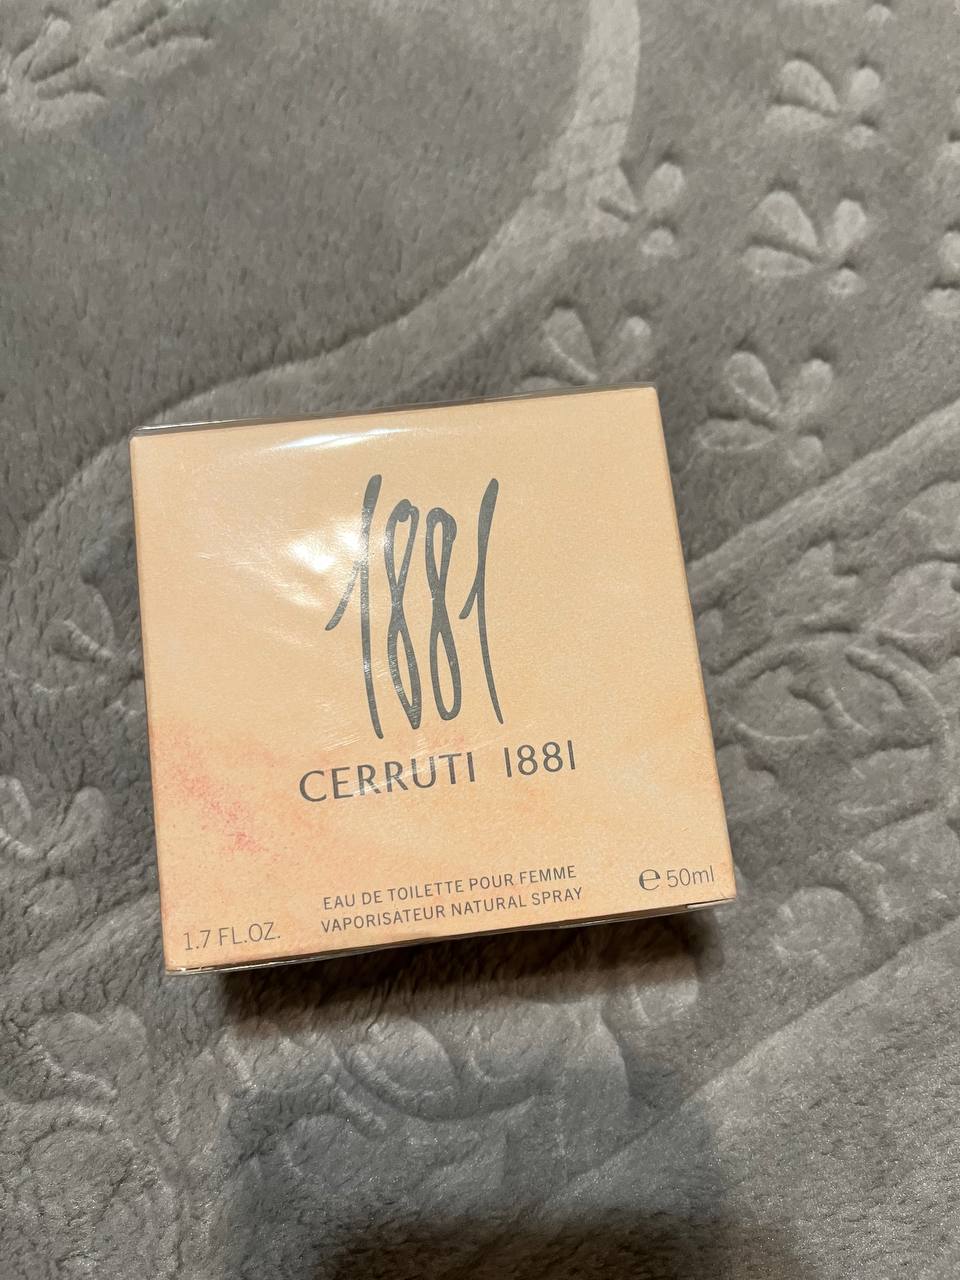 1881
CERRUTI 1881
EAU DE TOILETTE POUR FEMME
VAPORISATEUR NATURAL SPRAY
1.7 FL.OZ.
℮ 50ml